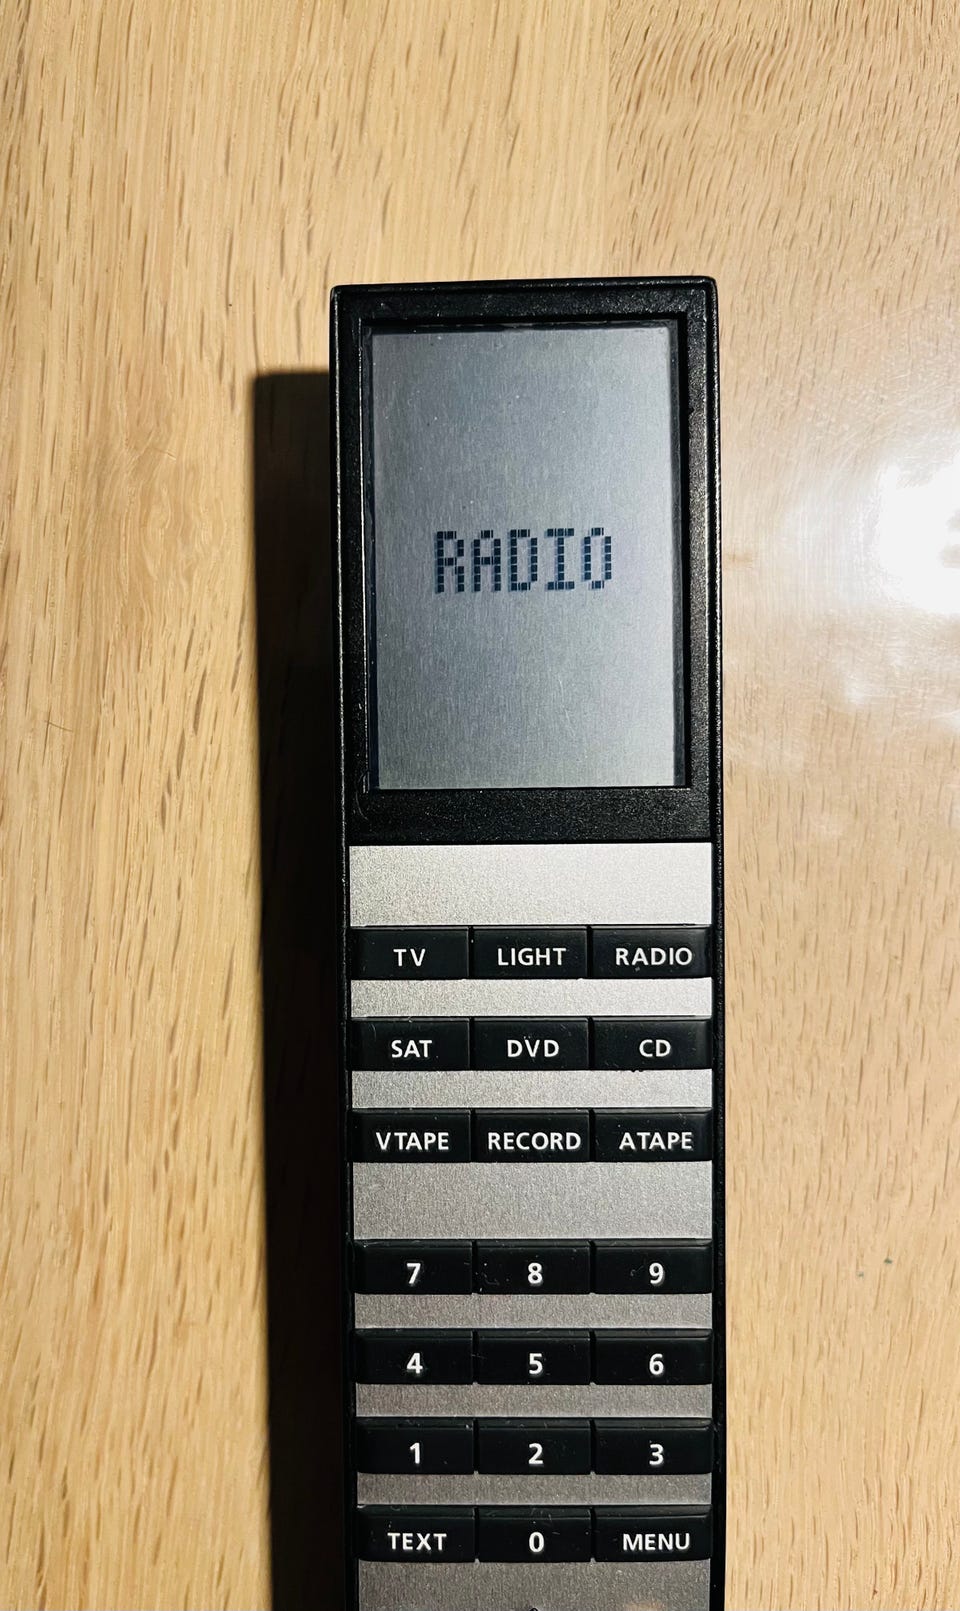 RADIO
TV LIGHT RADIO
SAT DVD CD
VTAPE RECORD ATAPE
7 8 9
4 5 6
1 2 3
TEXT 0 MENU